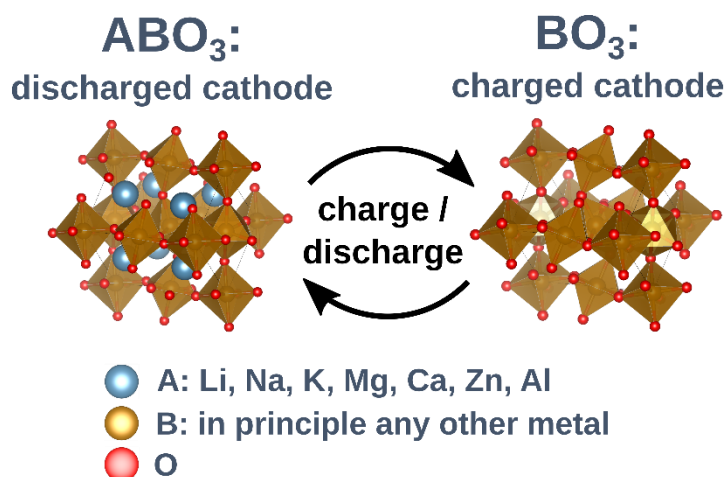 ABO₃:
discharged cathode
BO₃:
charged cathode
charge /
discharge
A: Li, Na, K, Mg, Ca, Zn, Al
B: in principle any other metal
O